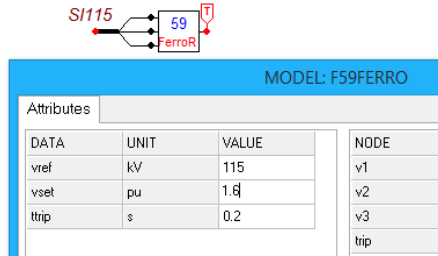 SI115
T
59
FerroR
MODEL: F59FERRO
Attributes
DATA UNIT VALUE NODE
vref kV 115 v1
vset pu 1.6 v2
ttrip s 0.2 v3
trip